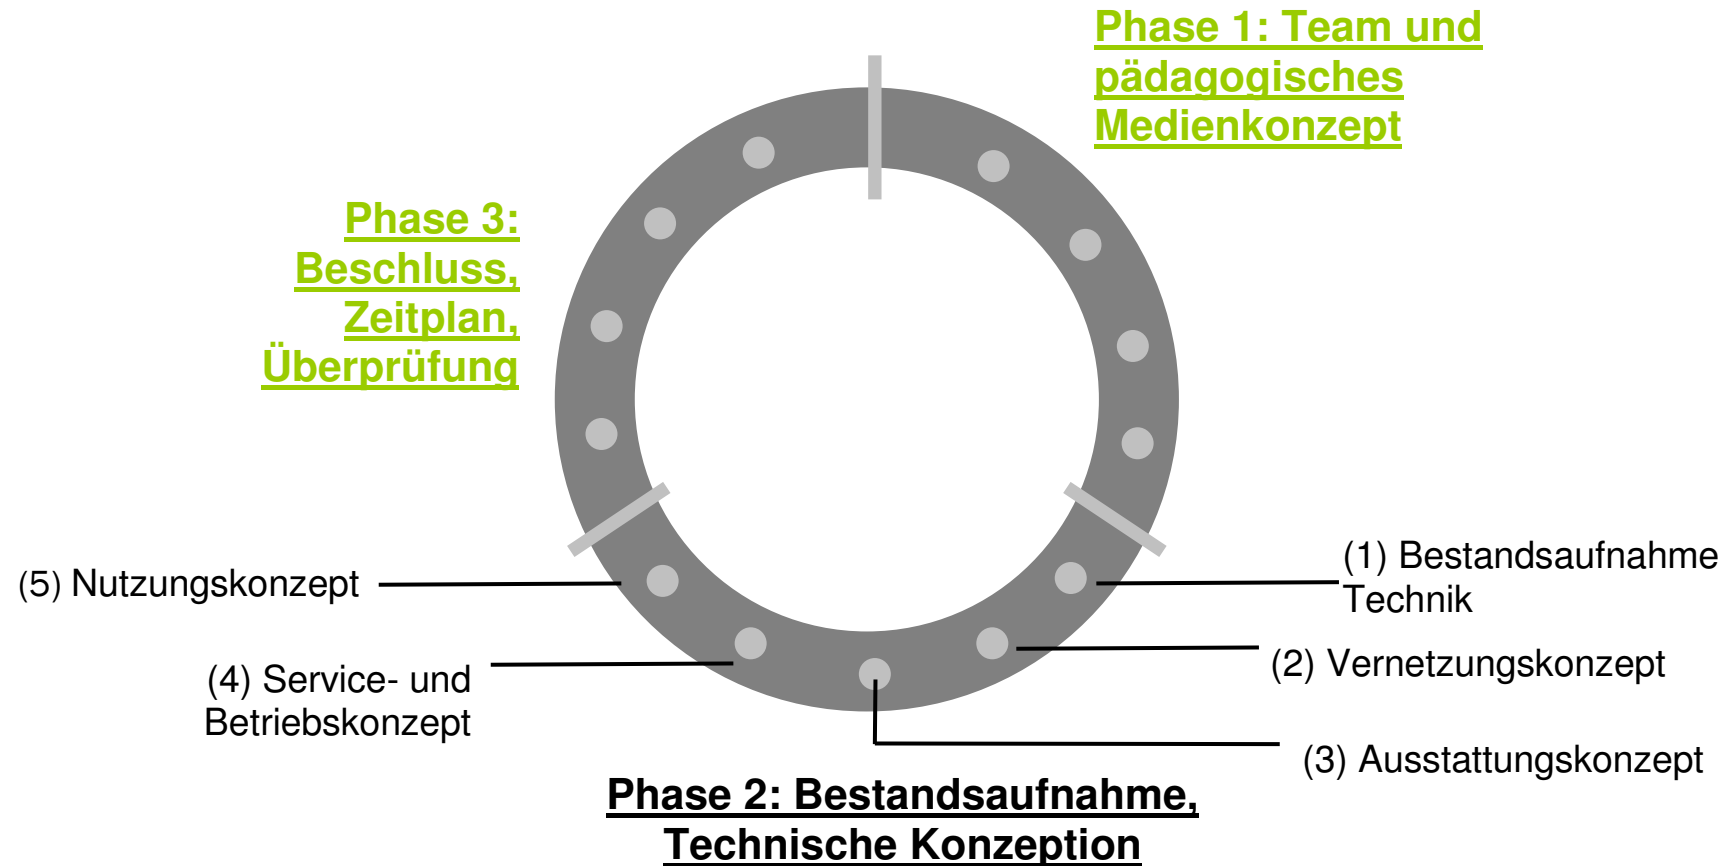 Phase 1: Team und
pädagogisches
Medienkonzept
Phase 3:
Beschluss,
Zeitplan,
Überprüfung
(1) Bestandsaufnahme
Technik
(2) Vernetzungskonzept
(3) Ausstattungskonzept
(4) Service- und
Betriebskonzept
(5) Nutzungskonzept
Phase 2: Bestandsaufnahme,
Technische Konzeption